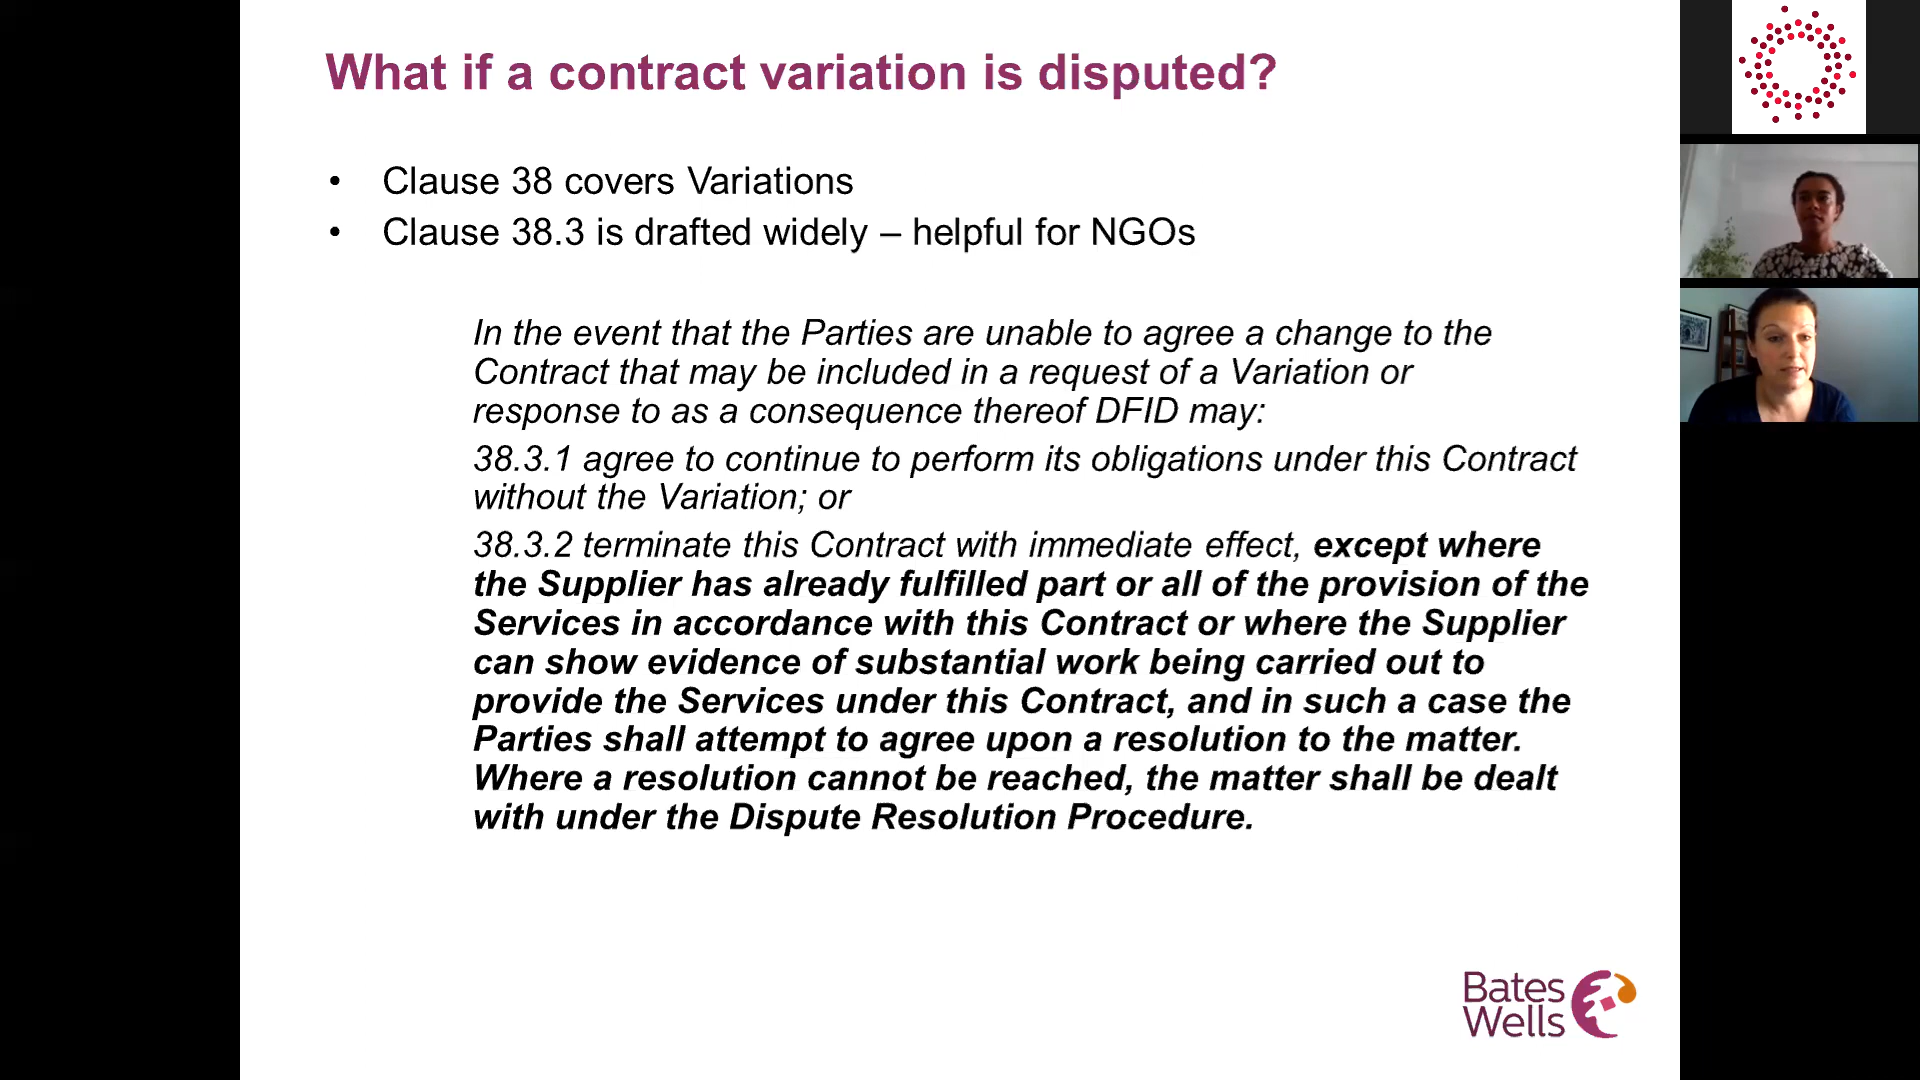 What if a contract variation is disputed?
• Clause 38 covers Variations
• Clause 38.3 is drafted widely – helpful for NGOs
In the event that the Parties are unable to agree a change to the
Contract that may be included in a request of a Variation or
response to as a consequence thereof DFID may:
38.3.1 agree to continue to perform its obligations under this Contract
without the Variation; or
38.3.2 terminate this Contract with immediate effect, except where
the Supplier has already fulfilled part or all of the provision of the
Services in accordance with this Contract or where the Supplier
can show evidence of substantial work being carried out to
provide the Services under this Contract, and in such a case the
Parties shall attempt to agree upon a resolution to the matter.
Where a resolution cannot be reached, the matter shall be dealt
with under the Dispute Resolution Procedure.
Bates
Wells